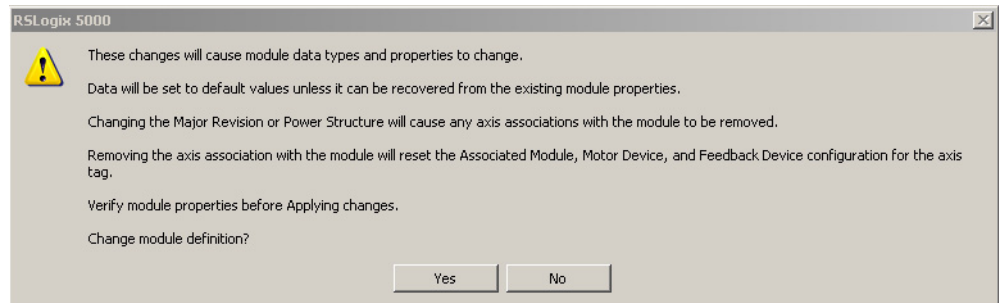 RSLogix 5000
These changes will cause module data types and properties to change.
Data will be set to default values unless it can be recovered from the existing module properties.
Changing the Major Revision or Power Structure will cause any axis associations with the module to be removed.
Removing the axis association with the module will reset the Associated Module, Motor Device, and Feedback Device configuration for the axis
tag.
Verify module properties before Applying changes.
Change module definition?
Yes No